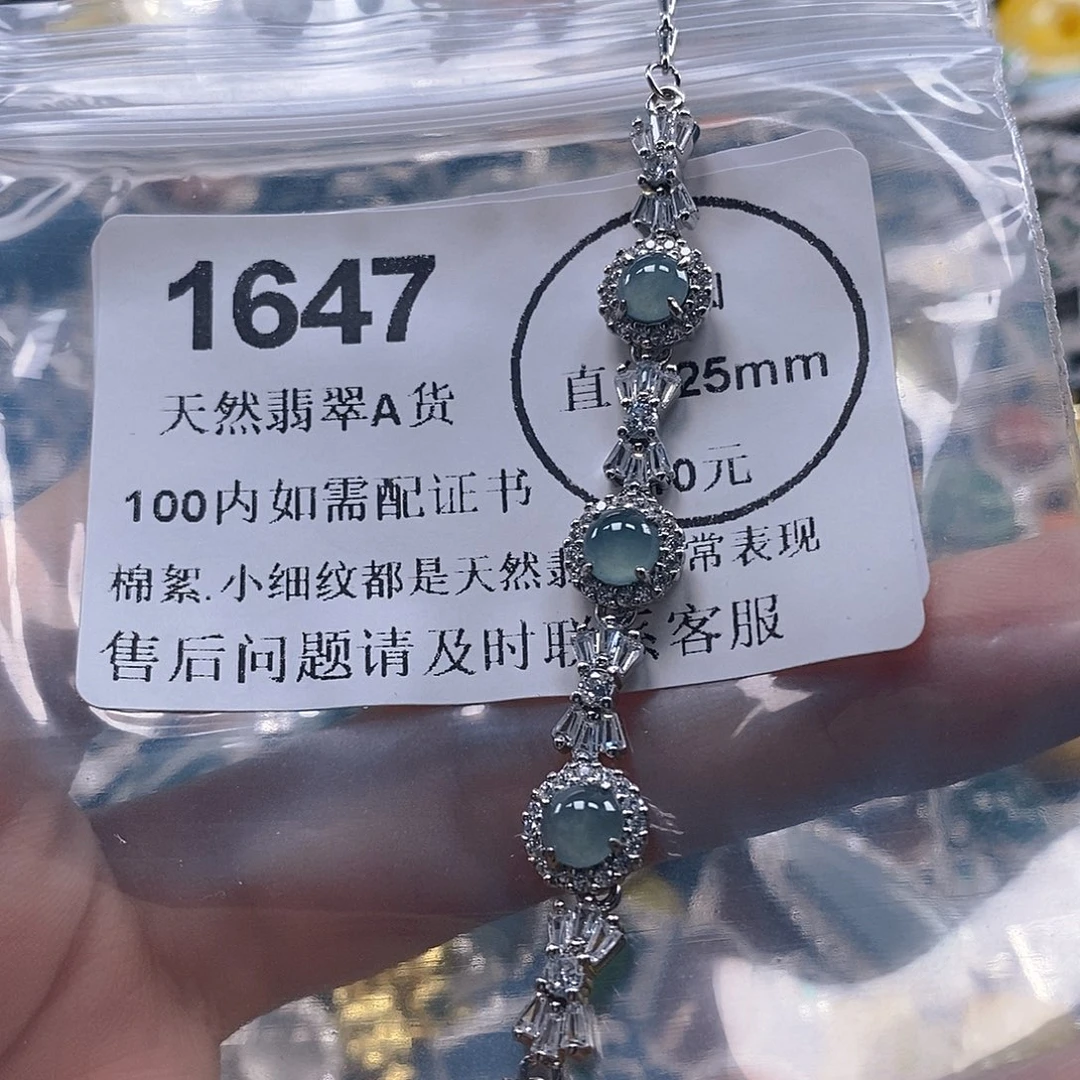 1647
天然翡翠A货
直 25mm
100内如需配证书
0元
棉絮.小细纹都是天然 常表现
售后问题请及时联系客服